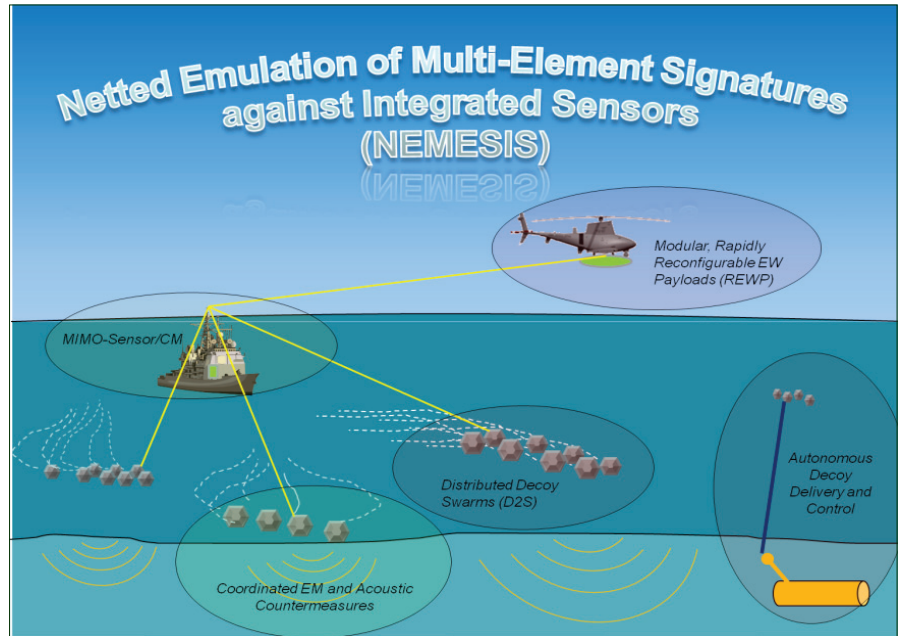 Netted Emulation of Multi-Element Signatures
against Integrated Sensors
(NEMESIS)
Modular, Rapidly
Reconfigurable EW
Payloads (REWP)
MIMO-Sensor/CM
Distributed Decoy
Swarms (D2S)
Autonomous
Decoy
Delivery and
Control
Coordinated EM and Acoustic
Countermeasures